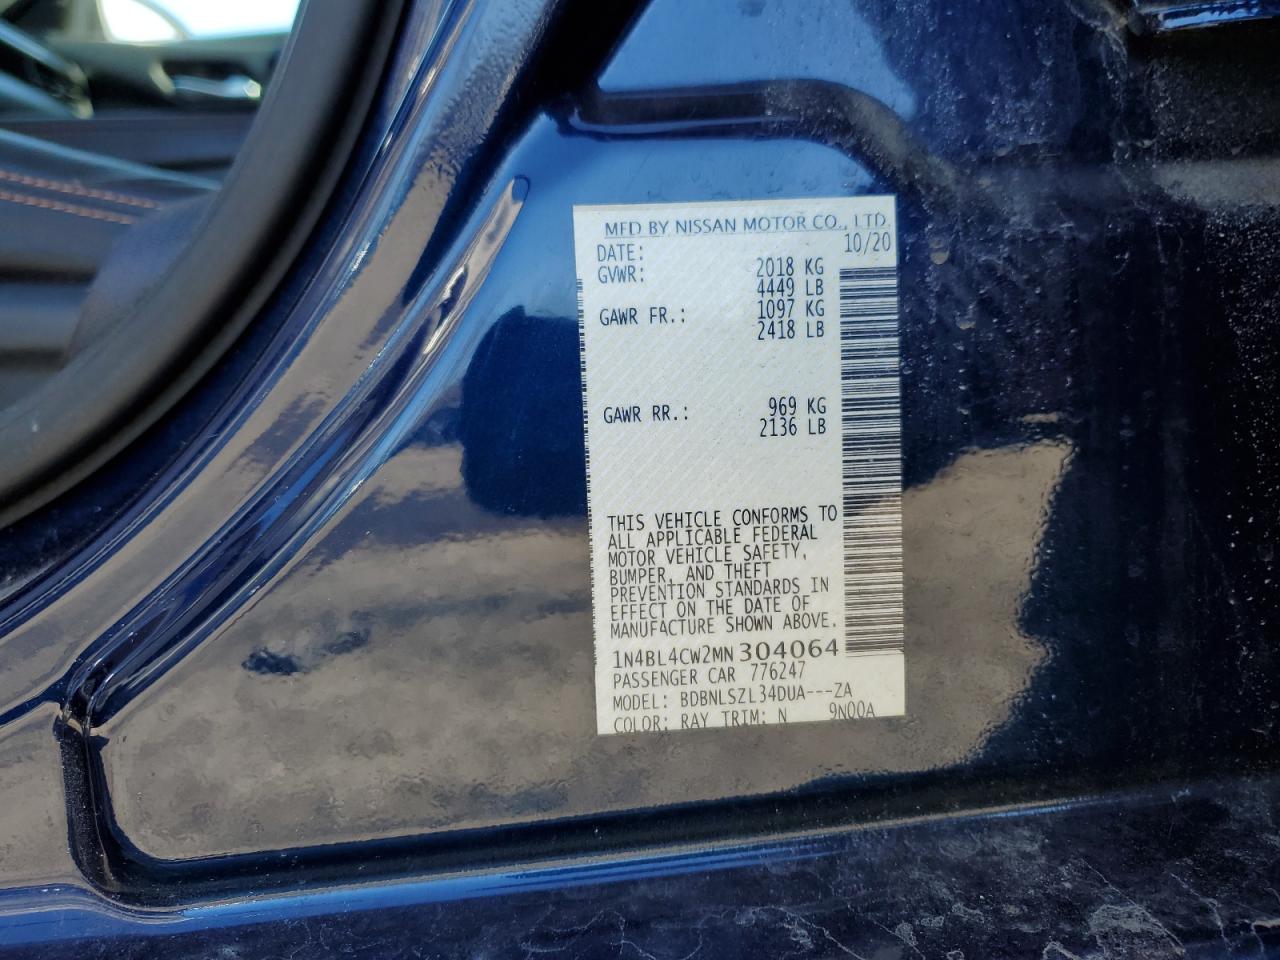 MFD BY NISSAN MOTOR CO., LTD.
DATE: 10/20
GVWR: 2018 KG
4449 LB
GAWR FR.: 1097 KG
2418 LB
GAWR RR.: 969 KG
2136 LB
THIS VEHICLE CONFORMS TO
ALL APPLICABLE FEDERAL
MOTOR VEHICLE SAFETY,
BUMPER, AND THEFT
PREVENTION STANDARDS IN
EFFECT ON THE DATE OF
MANUFACTURE SHOWN ABOVE.
1N4BL4CW2MN304064
PASSENGER CAR 776247
MODEL: BDBNLSZL34DUA---ZA
COLOR: RAY TRIM: N 9N00A